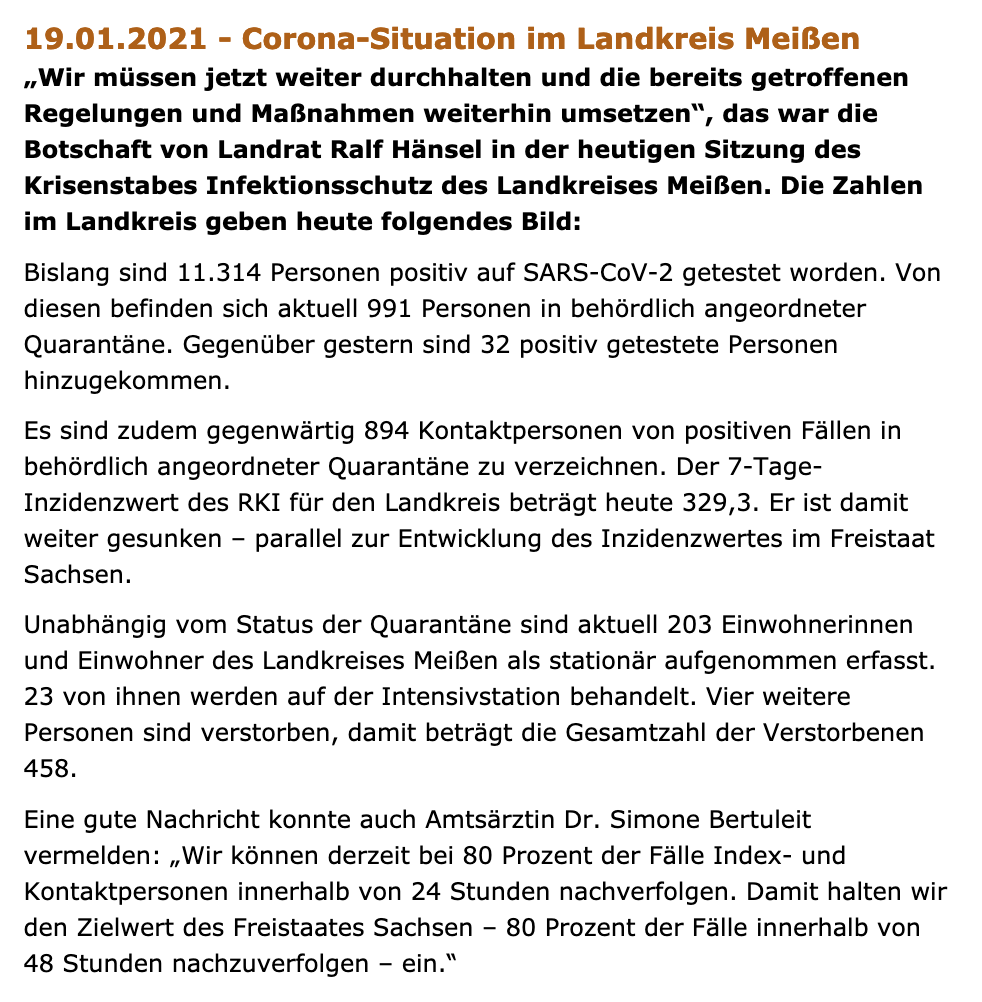 19.01.2021 - Corona-Situation im Landkreis Meißen
„Wir müssen jetzt weiter durchhalten und die bereits getroffenen
Regelungen und Maßnahmen weiterhin umsetzen“, das war die
Botschaft von Landrat Ralf Hänsel in der heutigen Sitzung des
Krisenstabes Infektionsschutz des Landkreises Meißen. Die Zahlen
im Landkreis geben heute folgendes Bild:
Bislang sind 11.314 Personen positiv auf SARS-CoV-2 getestet worden. Von
diesen befinden sich aktuell 991 Personen in behördlich angeordneter
Quarantäne. Gegenüber gestern sind 32 positiv getestete Personen
hinzugekommen.
Es sind zudem gegenwärtig 894 Kontaktpersonen von positiven Fällen in
behördlich angeordneter Quarantäne zu verzeichnen. Der 7-Tage-
Inzidenzwert des RKI für den Landkreis beträgt heute 329,3. Er ist damit
weiter gesunken – parallel zur Entwicklung des Inzidenzwertes im Freistaat
Sachsen.
Unabhängig vom Status der Quarantäne sind aktuell 203 Einwohnerinnen
und Einwohner des Landkreises Meißen als stationär aufgenommen erfasst.
23 von ihnen werden auf der Intensivstation behandelt. Vier weitere
Personen sind verstorben, damit beträgt die Gesamtzahl der Verstorbenen
458.
Eine gute Nachricht konnte auch Amtsärztin Dr. Simone Bertuleit
vermelden: „Wir können derzeit bei 80 Prozent der Fälle Index- und
Kontaktpersonen innerhalb von 24 Stunden nachverfolgen. Damit halten wir
den Zielwert des Freistaates Sachsen – 80 Prozent der Fälle innerhalb von
48 Stunden nachzuverfolgen – ein.“